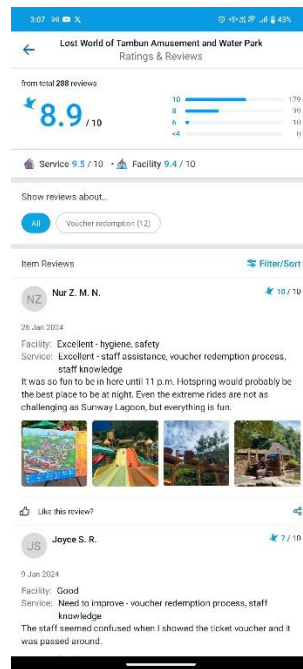 3:07
43%
Lost World of Tambun Amusement and Water Park
Ratings & Reviews
from total 288 reviews
8.9 / 10
10 179
8 99
6 10
<4 0
Service 9.5 / 10 • Facility 9.4 / 10
Show reviews about...
All Voucher redemption (12)
Item Reviews Filter/Sort
NZ Nur Z. M. N. 10 / 10
26 Jan 2024
Facility: Excellent - hygiene, safety
Service: Excellent - staff assistance, voucher redemption process,
staff knowledge
It was so fun to be in here until 11 p.m. Hotspring would probably be
the best place to be at night. Even the extreme rides are not as
challenging as Sunway Lagoon, but everything is fun.
Like this review?
JS Joyce S. R. 7 / 10
9 Jan 2024
Facility: Good
Service: Need to improve - voucher redemption process, staff
knowledge
The staff seemed confused when I showed the ticket voucher and it
was passed around.